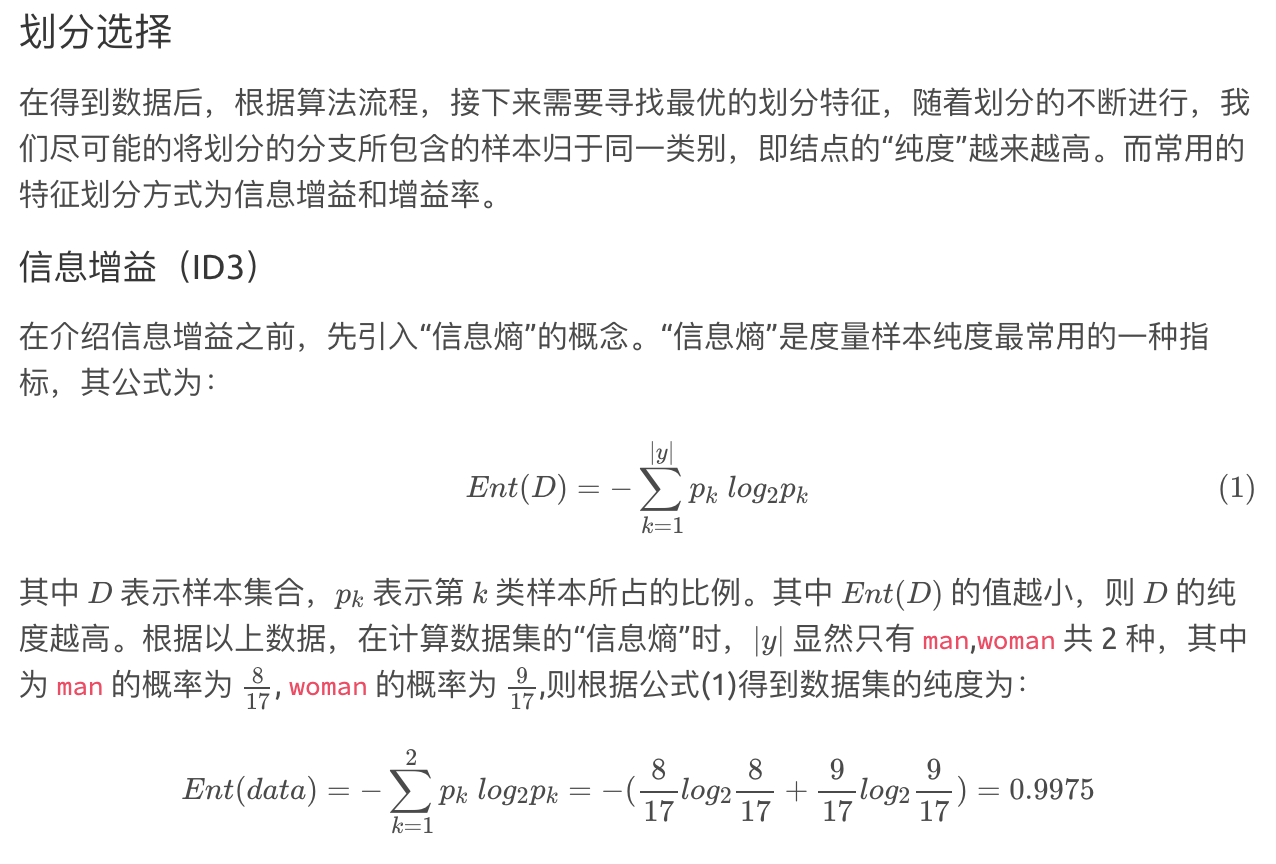 划分选择
在得到数据后，根据算法流程，接下来需要寻找最优的划分特征，随着划分的不断进行，我
们尽可能的将划分的分支所包含的样本归于同一类别，即结点的“纯度”越来越高。而常用的
特征划分方式为信息增益和增益率。
信息增益（ID3）
在介绍信息增益之前，先引入“信息熵”的概念。“信息熵”是度量样本纯度最常用的一种指
标，其公式为：
$Ent(D) = -\sum_{k=1}^{|y|} p_k \ log_2 p_k$ (1)
其中 $D$ 表示样本集合，$p_k$ 表示第 $k$ 类样本所占的比例。其中 $Ent(D)$ 的值越小，则 $D$ 的纯
度越高。根据以上数据，在计算数据集的“信息熵”时，$|y|$ 显然只有 man,woman 共 2 种，其中
为 man 的概率为 $\frac{8}{17}$, woman 的概率为 $\frac{9}{17}$,则根据公式(1)得到数据集的纯度为：
$Ent(data) = -\sum_{k=1}^{2} p_k \ log_2 p_k = -(\frac{8}{17} log_2 \frac{8}{17} + \frac{9}{17} log_2 \frac{9}{17}) = 0.9975$